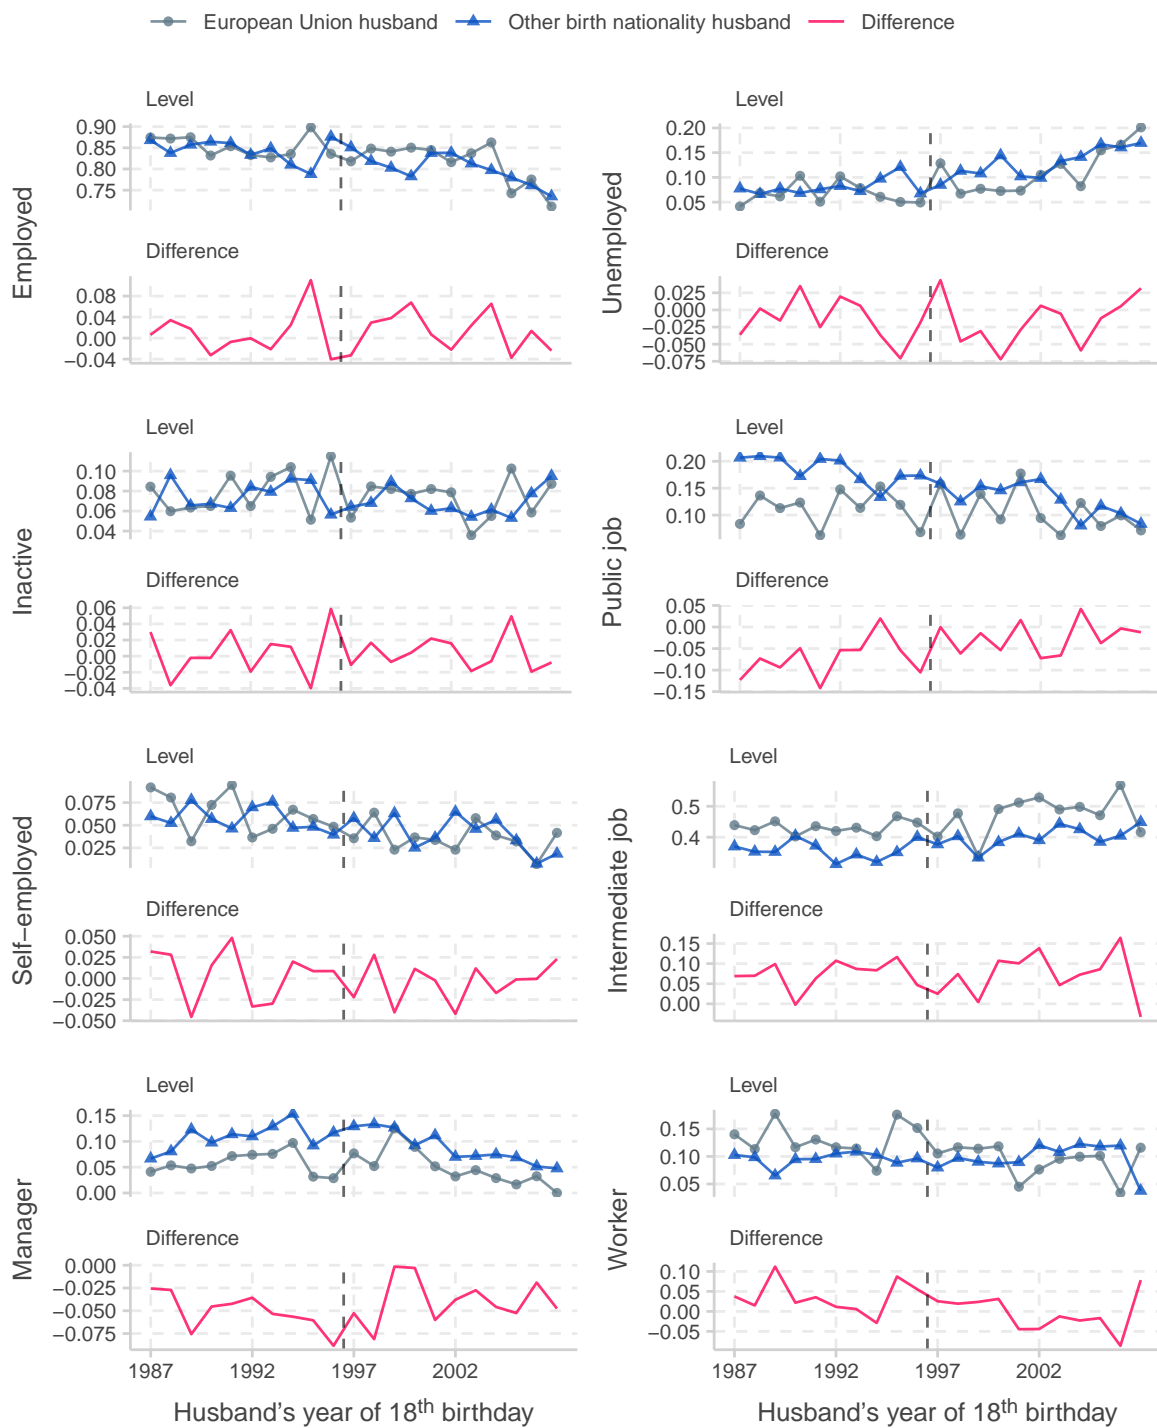 European Union husband Other birth nationality husband Difference
Employed
Level
0.90
0.85
0.80
0.75
Difference
0.08
0.04
0.00
−0.04
Unemployed
Level
0.20
0.15
0.10
0.05
Difference
0.025
0.000
−0.025
−0.050
−0.075
Inactive
Level
0.10
0.08
0.06
0.04
Difference
0.06
0.04
0.02
0.00
−0.02
−0.04
Public job
Level
0.20
0.15
0.10
Difference
0.05
0.00
−0.05
−0.10
−0.15
Self−employed
Level
0.075
0.050
0.025
Difference
0.050
0.025
0.000
−0.025
−0.050
Intermediate job
Level
0.5
0.4
Difference
0.15
0.10
0.05
0.00
Manager
Level
0.15
0.10
0.05
0.00
Difference
0.000
−0.025
−0.050
−0.075
1987 1992 1997 2002
Husband's year of 18th birthday
Worker
Level
0.15
0.10
0.05
Difference
0.10
0.05
0.00
−0.05
1987 1992 1997 2002
Husband's year of 18th birthday